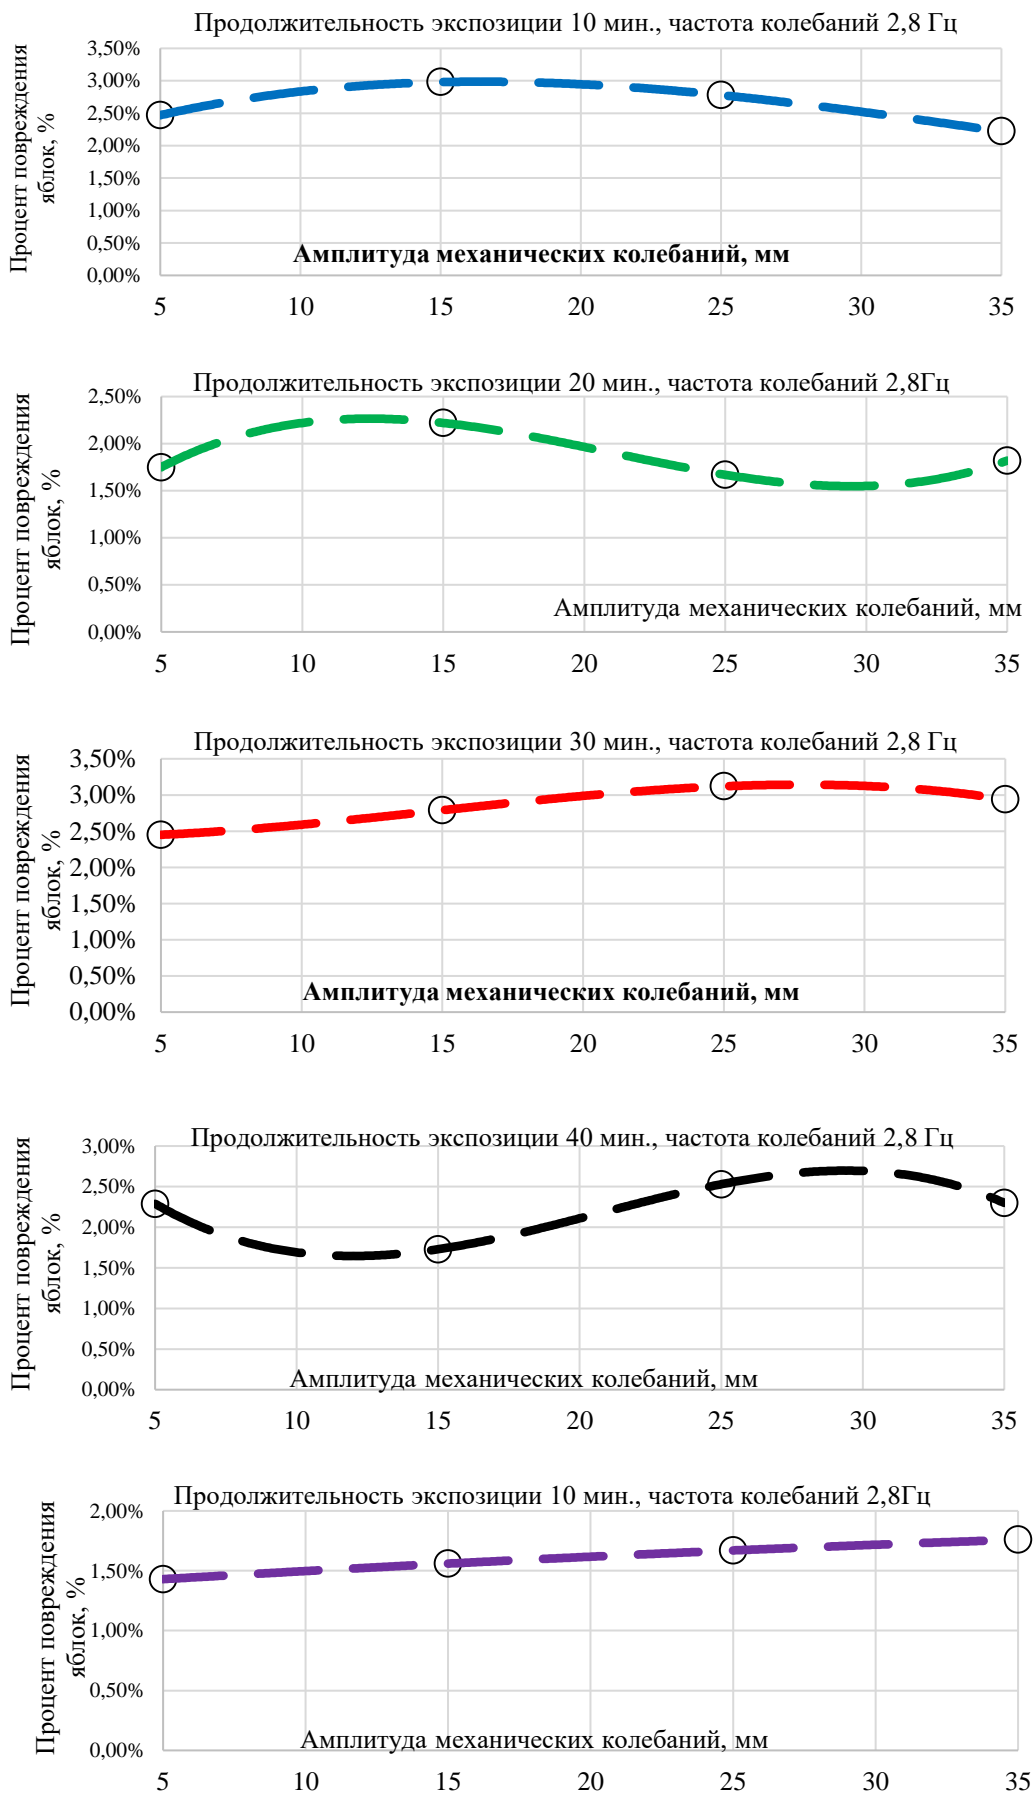 Продолжительность экспозиции 10 мин., частота колебаний 2,8 Гц
Процент повреждения
яблок, %
3,50%
3,00%
2,50%
2,00%
1,50%
1,00%
0,50%
0,00%
Амплитуда механических колебаний, мм
5 10 15 20 25 30 35
Продолжительность экспозиции 20 мин., частота колебаний 2,8Гц
Процент повреждения
яблок, %
2,50%
2,00%
1,50%
1,00%
0,50%
0,00%
Амплитуда механических колебаний, мм
5 10 15 20 25 30 35
Продолжительность экспозиции 30 мин., частота колебаний 2,8 Гц
Процент повреждения
яблок, %
3,50%
3,00%
2,50%
2,00%
1,50%
1,00%
0,50%
0,00%
Амплитуда механических колебаний, мм
5 10 15 20 25 30 35
Продолжительность экспозиции 40 мин., частота колебаний 2,8 Гц
Процент повреждения
яблок, %
3,00%
2,50%
2,00%
1,50%
1,00%
0,50%
0,00%
Амплитуда механических колебаний, мм
5 10 15 20 25 30 35
Продолжительность экспозиции 10 мин., частота колебаний 2,8Гц
Процент повреждения
яблок, %
2,00%
1,50%
1,00%
0,50%
0,00%
Амплитуда механических колебаний, мм
5 10 15 20 25 30 35